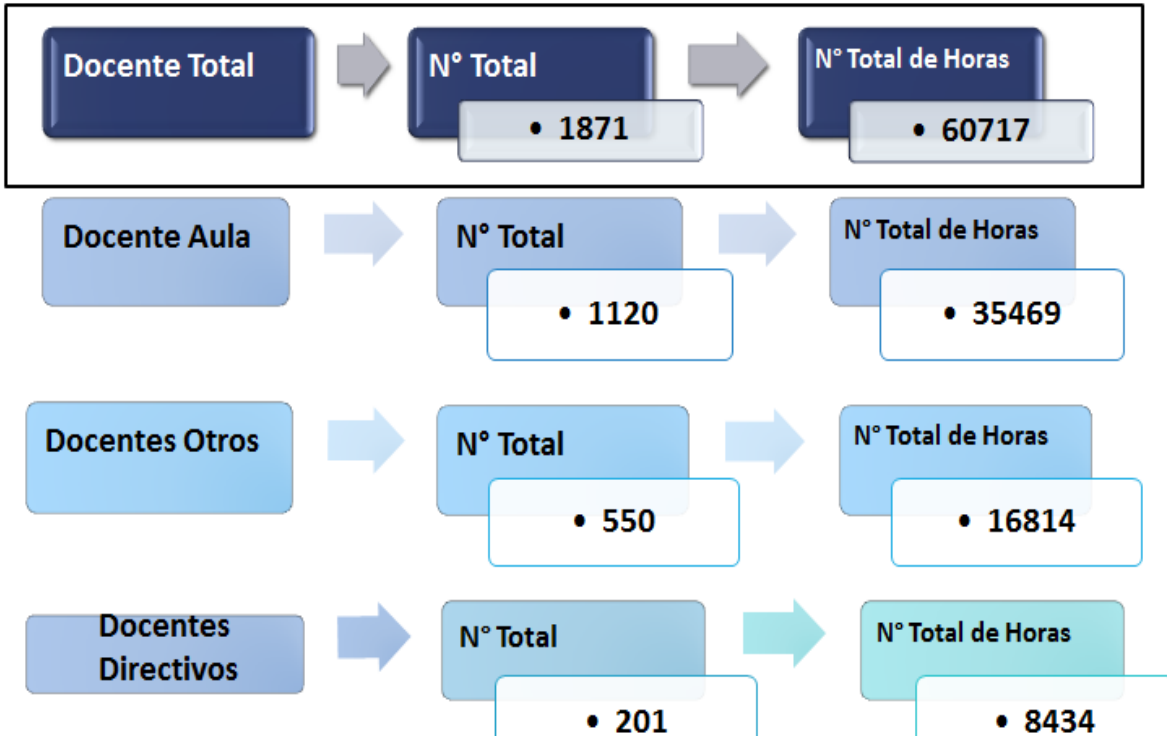 Docente Total
N° Total
• 1871
N° Total de Horas
• 60717
Docente Aula
N° Total
• 1120
N° Total de Horas
• 35469
Docentes Otros
N° Total
• 550
N° Total de Horas
• 16814
Docentes
Directivos
N° Total
• 201
N° Total de Horas
• 8434